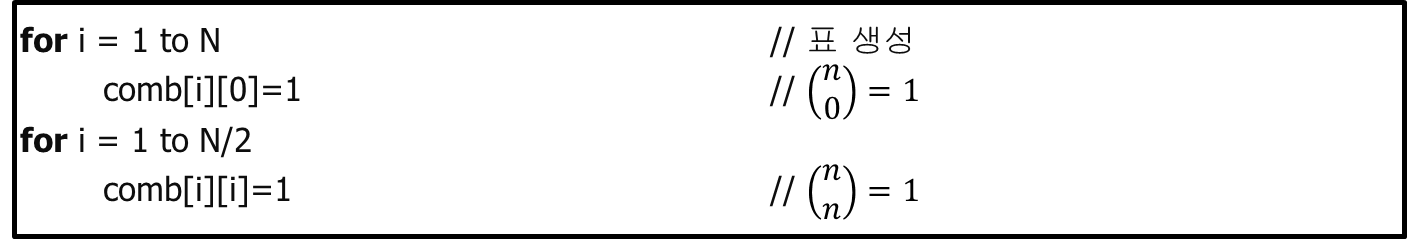 for i = 1 to N // 표 생성
comb[i][0]=1 // (n 0) = 1
for i = 1 to N/2
comb[i][i]=1 // (n n) = 1